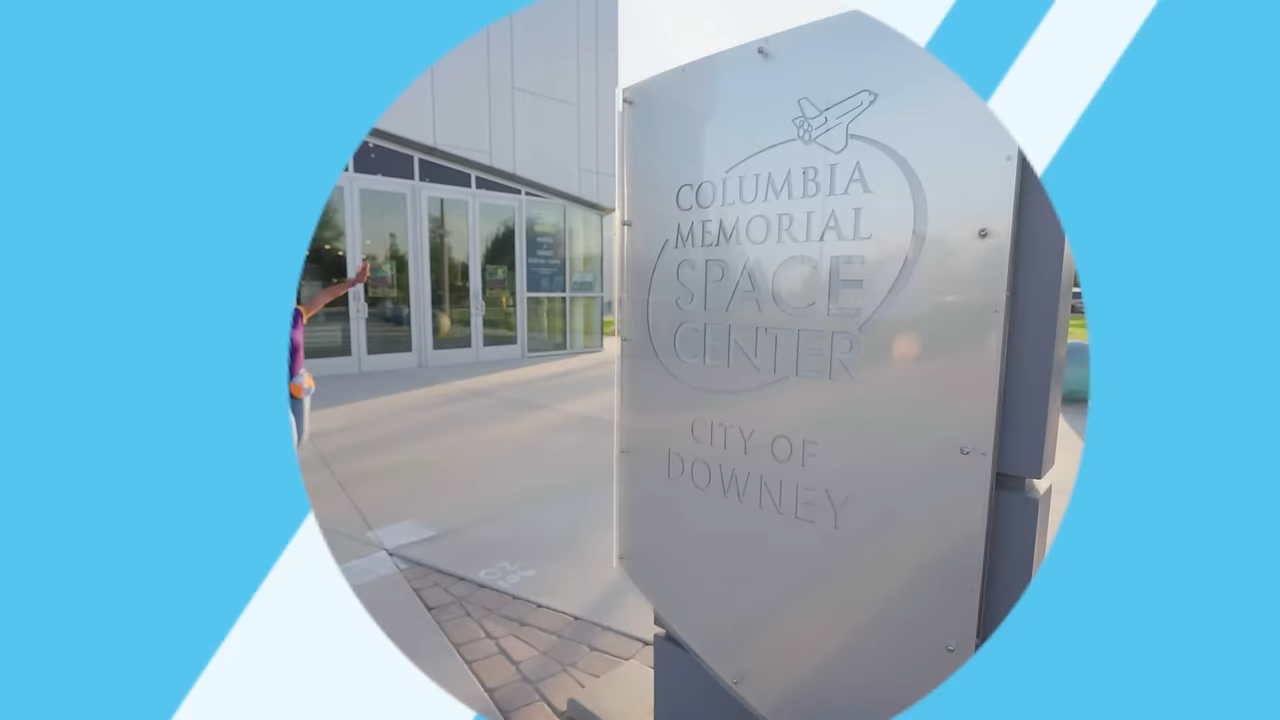 COLUMBIA
MEMORIAL
SPACE
CENTER
CITY OF
DOWNEY